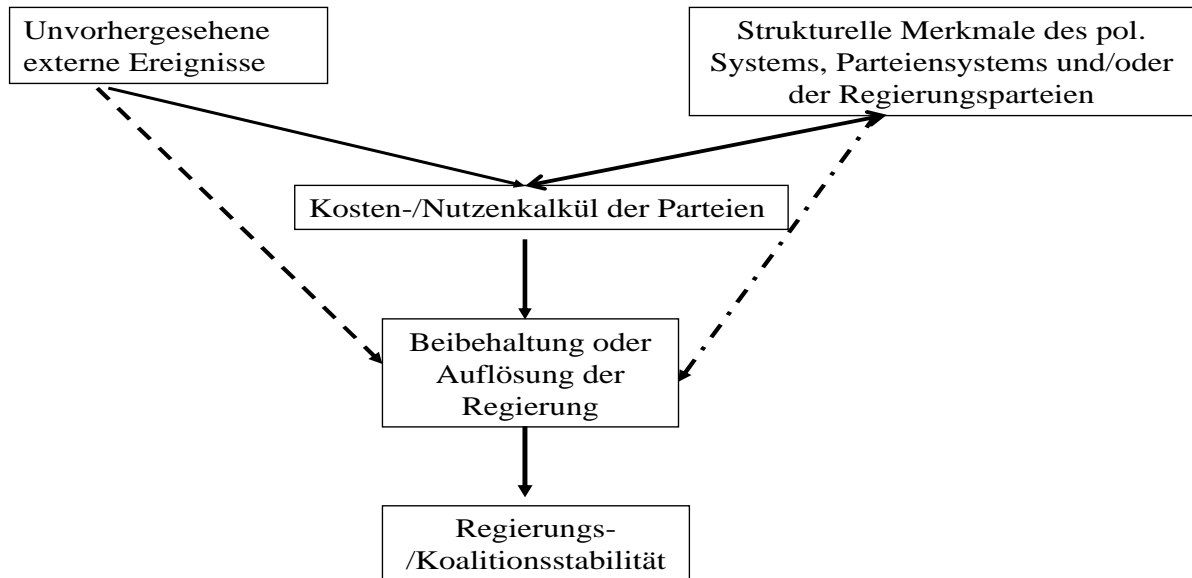 Unvorhergesehene
externe Ereignisse
Strukturelle Merkmale des pol.
Systems, Parteiensystems und/oder
der Regierungsparteien
Kosten-/Nutzenkalkül der Parteien
Beibehaltung oder
Auflösung der
Regierung
Regierungs-
/Koalitionsstabilität